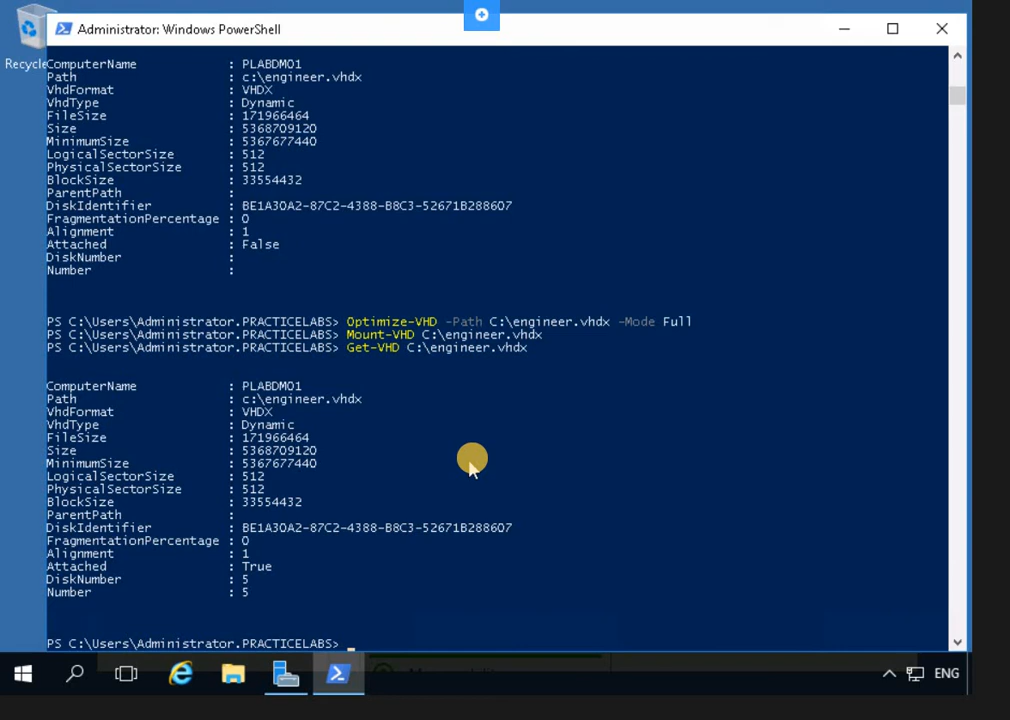 Administrator: Windows PowerShell
Recycle
ComputerName : PLABDM01
Path : c:\engineer.vhdx
VhdFormat : VHDX
VhdType : Dynamic
FileSize : 171966464
Size : 5368709120
MinimumSize : 5367677440
LogicalSectorSize : 512
PhysicalSectorSize : 512
BlockSize : 33554432
ParentPath :
DiskIdentifier : BE1A30A2-87C2-4388-B8C3-52671B288607
FragmentationPercentage : 0
Alignment : 1
Attached : False
DiskNumber :
Number :
PS C:\Users\Administrator.PRACTICELABS> Optimize-VHD -Path C:\engineer.vhdx -Mode Full
PS C:\Users\Administrator.PRACTICELABS> Mount-VHD C:\engineer.vhdx
PS C:\Users\Administrator.PRACTICELABS> Get-VHD C:\engineer.vhdx
ComputerName : PLABDM01
Path : c:\engineer.vhdx
VhdFormat : VHDX
VhdType : Dynamic
FileSize : 171966464
Size : 5368709120
MinimumSize : 5367677440
LogicalSectorSize : 512
PhysicalSectorSize : 512
BlockSize : 33554432
ParentPath :
DiskIdentifier : BE1A30A2-87C2-4388-B8C3-52671B288607
FragmentationPercentage : 0
Alignment : 1
Attached : True
DiskNumber : 5
Number : 5
PS C:\Users\Administrator.PRACTICELABS>
ENG